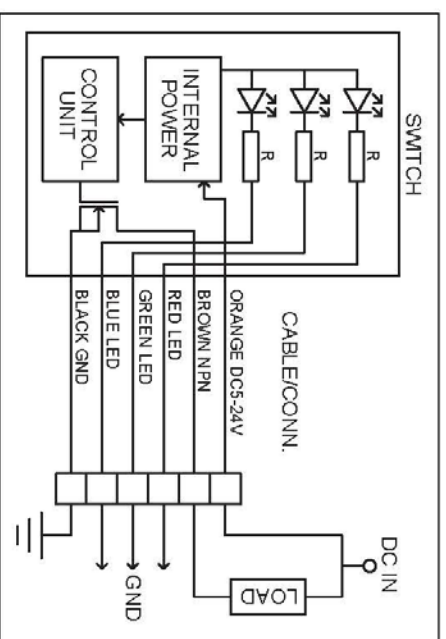 SWITCH
R
R
R
INTERNAL
POWER
CONTROL
UNIT
CABLE/CONN.
ORANGE DC5-24V
BROWN NPN
RED LED
GREEN LED
BLUE LED
BLACK GND
DC IN
LOAD
GND